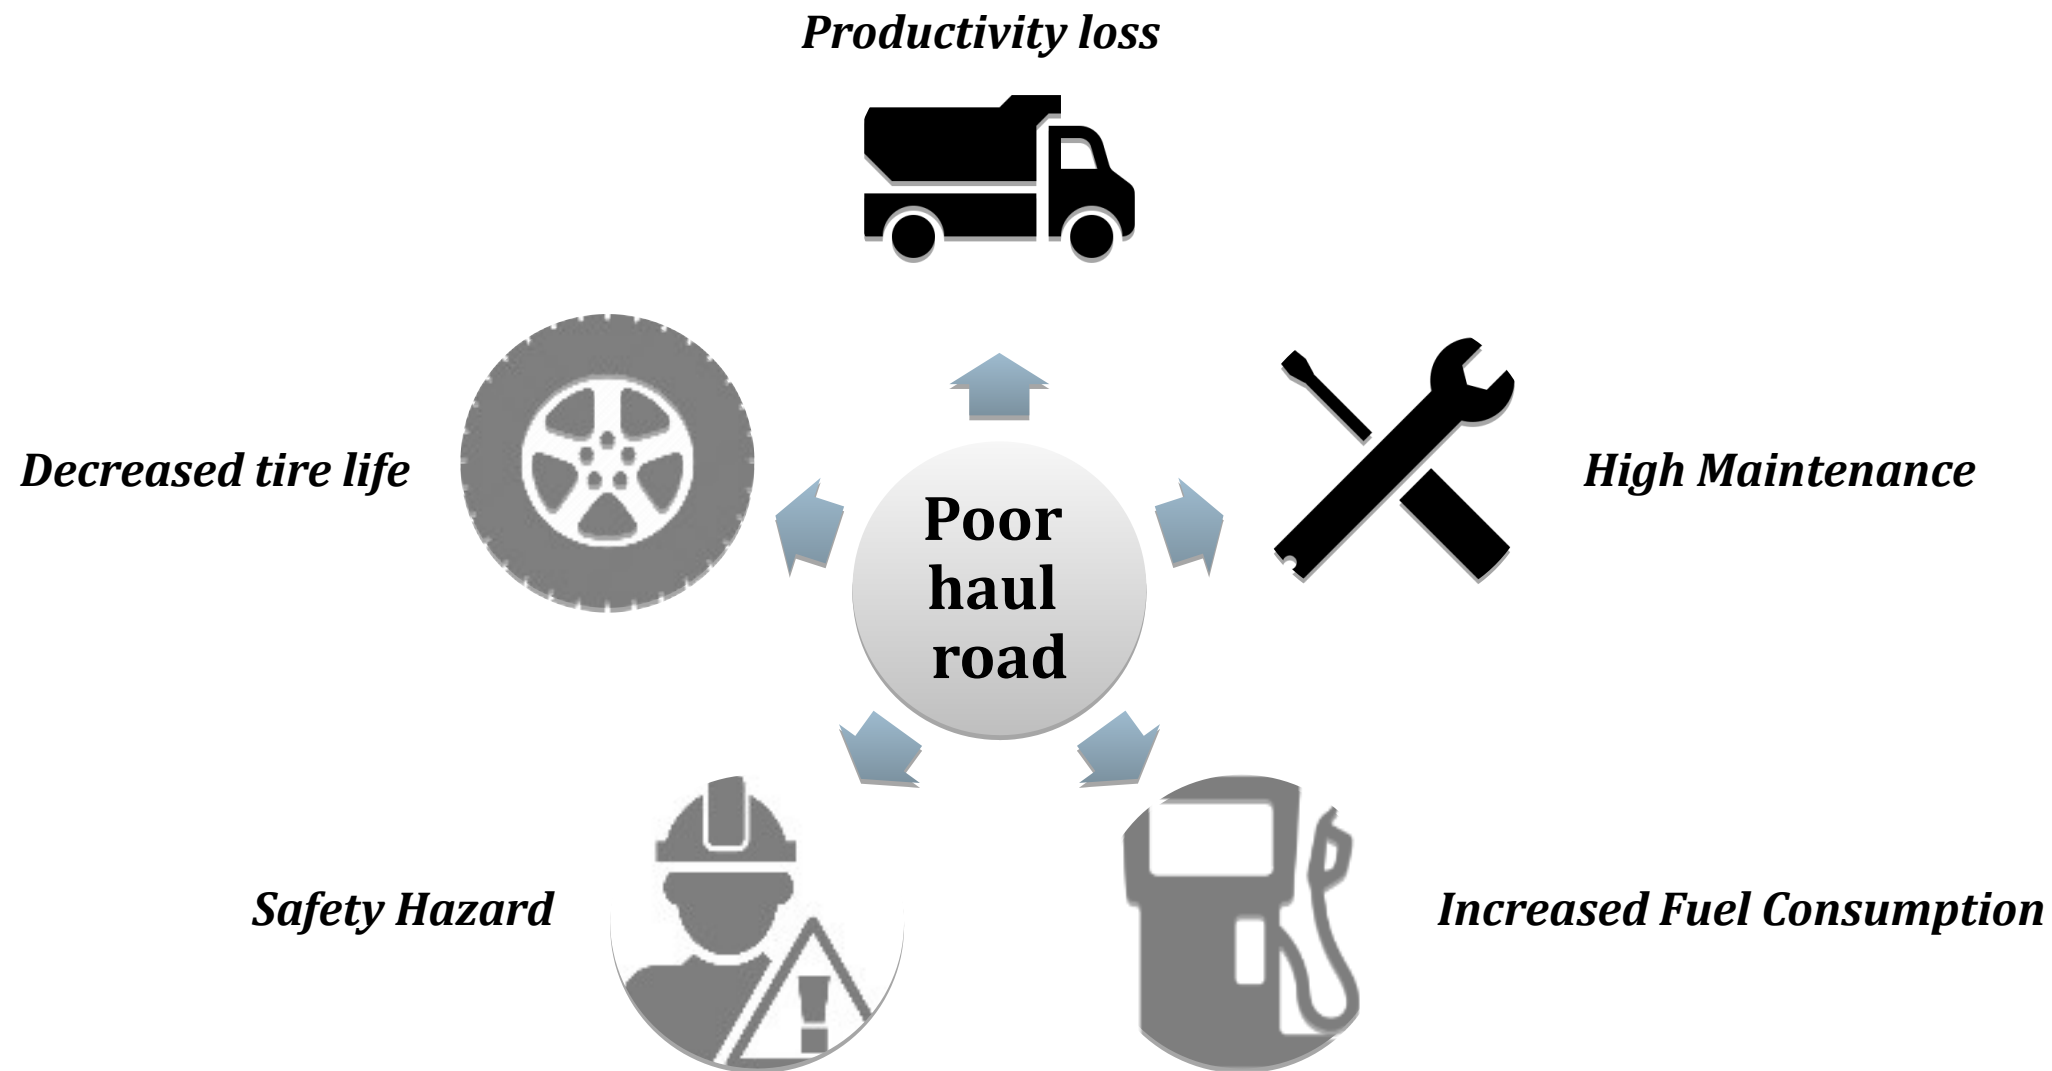 Productivity loss
Decreased tire life
High Maintenance
Poor
haul
road
Safety Hazard
Increased Fuel Consumption